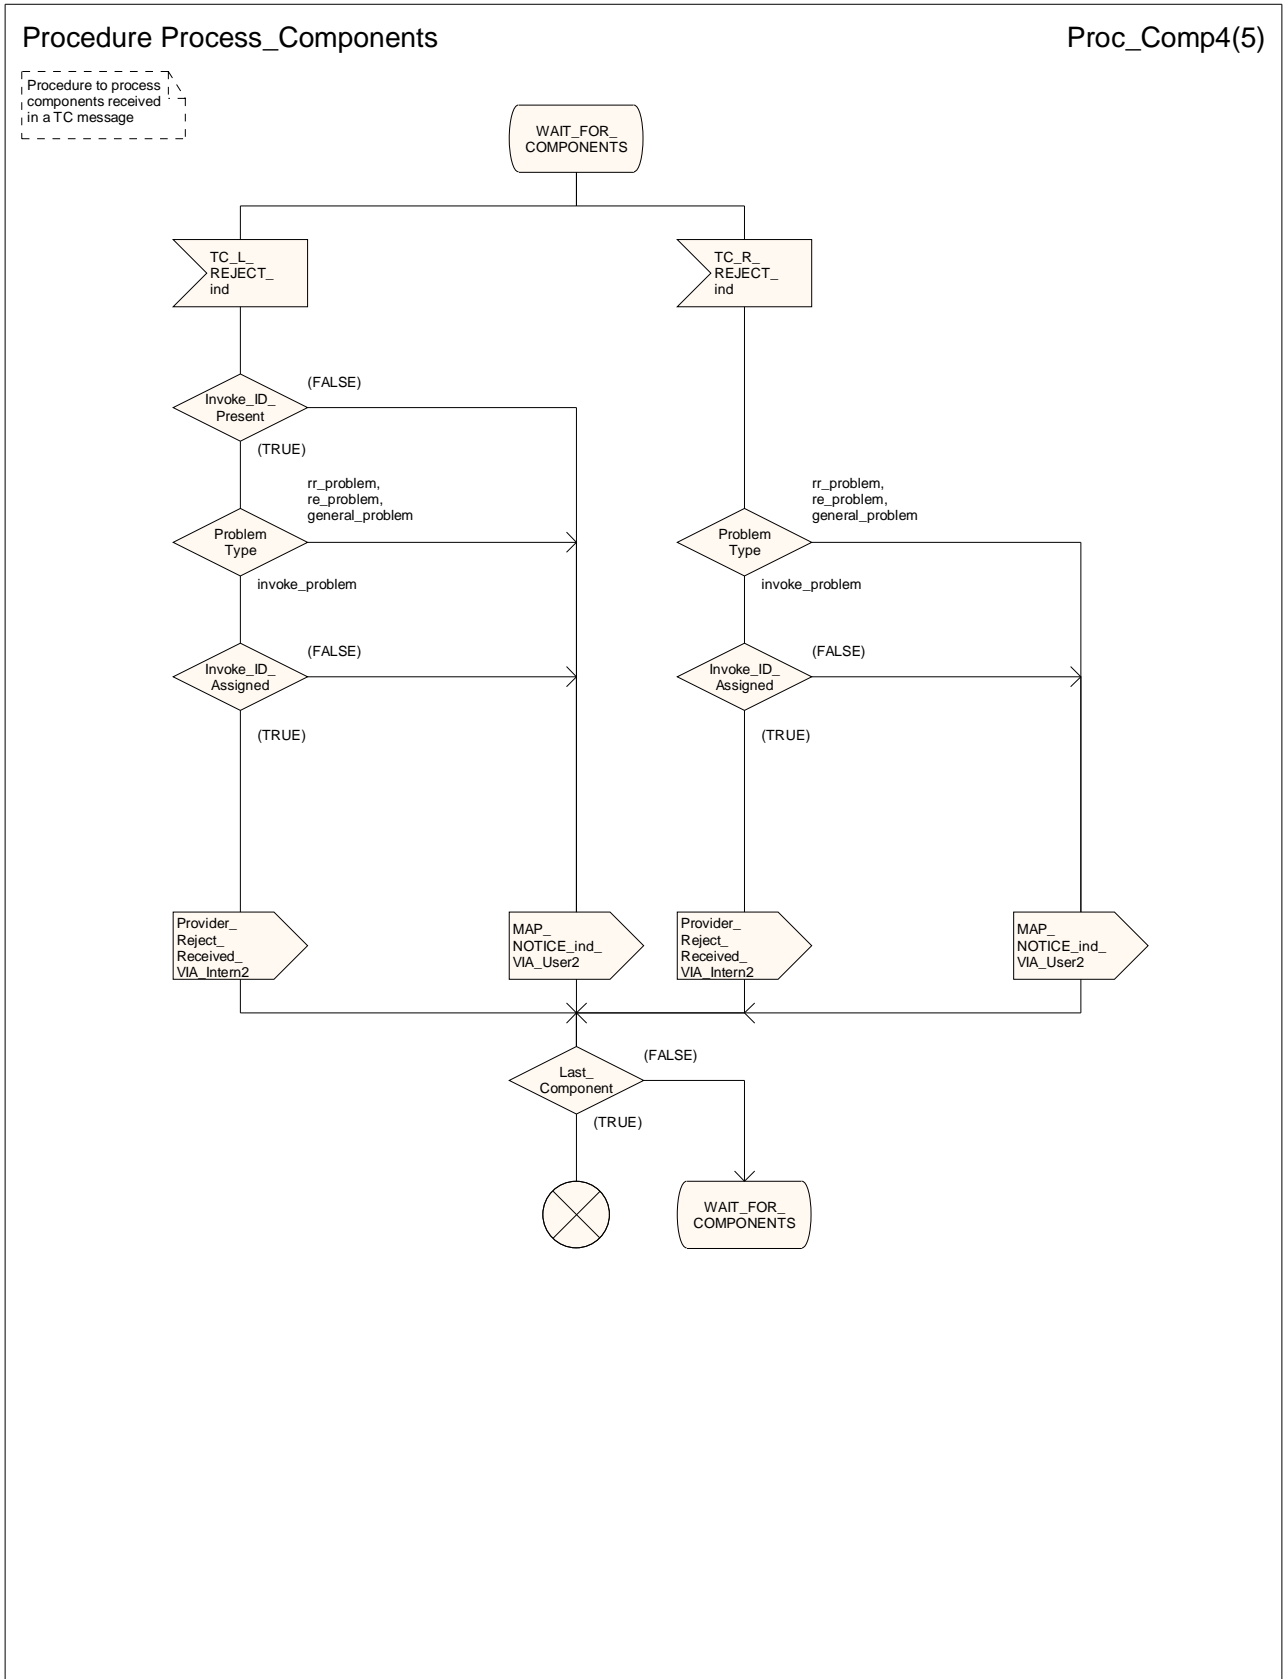 Procedure Process_Components
Proc_Comp4(5)
Procedure to process
components received
in a TC message
WAIT_FOR_
COMPONENTS
TC_L_
REJECT_
ind
TC_R_
REJECT_
ind
Invoke_ID_
Present
(FALSE)
(TRUE)
Problem
Type
rr_problem,
re_problem,
general_problem
invoke_problem
Problem
Type
rr_problem,
re_problem,
general_problem
invoke_problem
Invoke_ID_
Assigned
(FALSE)
(TRUE)
Invoke_ID_
Assigned
(FALSE)
(TRUE)
Provider_
Reject_
Received_
VIA_Intern2
MAP_
NOTICE_ind_
VIA_User2
Provider_
Reject_
Received_
VIA_Intern2
MAP_
NOTICE_ind_
VIA_User2
Last_
Component
(FALSE)
(TRUE)
WAIT_FOR_
COMPONENTS